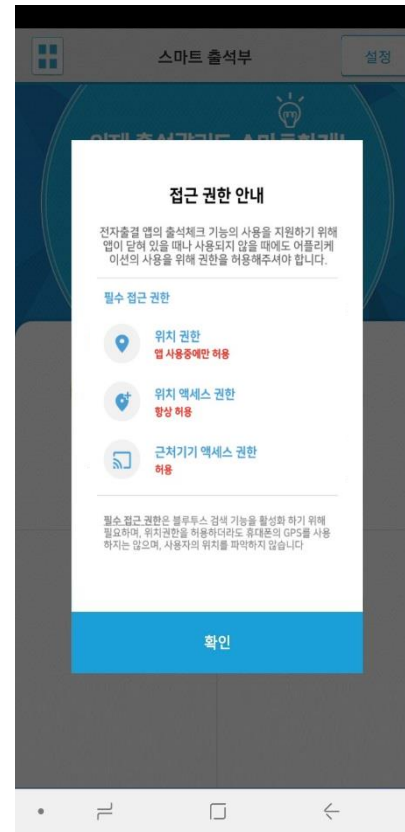 스마트 출석부
설정
접근 권한 안내
전자출결 앱의 출석체크 기능의 사용을 지원하기 위해
앱이 닫혀 있을 때나 사용되지 않을 때에도 어플리케
이션의 사용을 위해 권한을 허용해주셔야 합니다.
필수 접근 권한
위치 권한
앱 사용중에만 허용
위치 액세스 권한
항상 허용
근처기기 액세스 권한
허용
필수 접근 권한은 블루투스 검색 기능을 활성화 하기 위해
필요하며, 위치권한을 허용하더라도 휴대폰의 GPS를 사용
하지는 않으며, 사용자의 위치를 파악하지 않습니다
확인